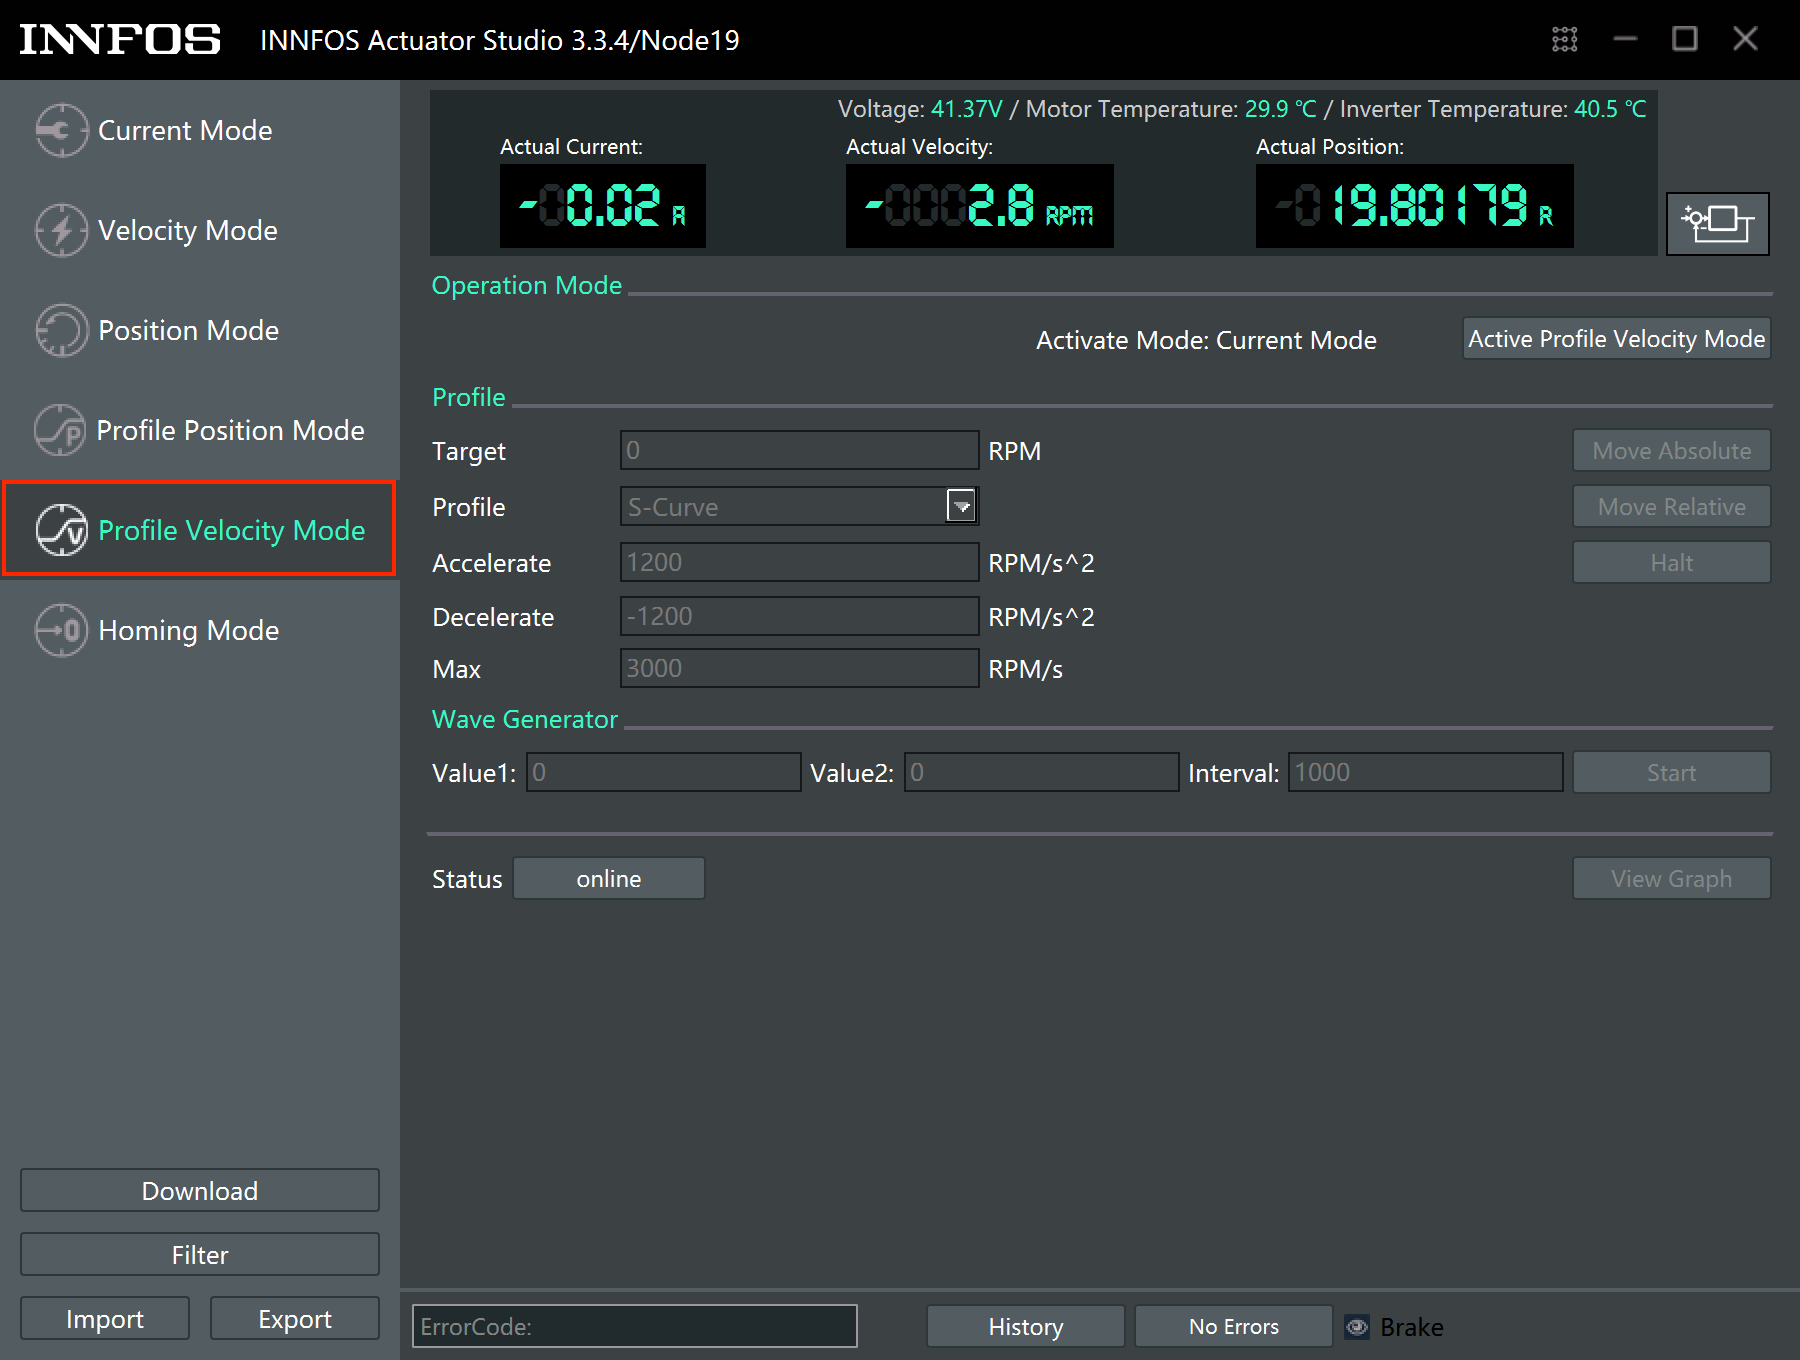 INNFOS
INNFOS Actuator Studio 3.3.4/Node19
Current Mode
Velocity Mode
Position Mode
Profile Position Mode
Profile Velocity Mode
Homing Mode
Download
Filter
Import
Export
Voltage: 41.37V / Motor Temperature: 29.9 ℃ / Inverter Temperature: 40.5 ℃
Actual Current:
-0.02 A
Actual Velocity:
-2.8 RPM
Actual Position:
19.80179 R
Operation Mode
Activate Mode: Current Mode
Active Profile Velocity Mode
Profile
Target 0 RPM
Move Absolute
Profile S-Curve
Move Relative
Accelerate 1200 RPM/s^2
Halt
Decelerate -1200 RPM/s^2
Max 3000 RPM/s
Wave Generator
Value1: 0 Value2: 0 Interval: 1000 Start
Status online
View Graph
ErrorCode:
History
No Errors
Brake